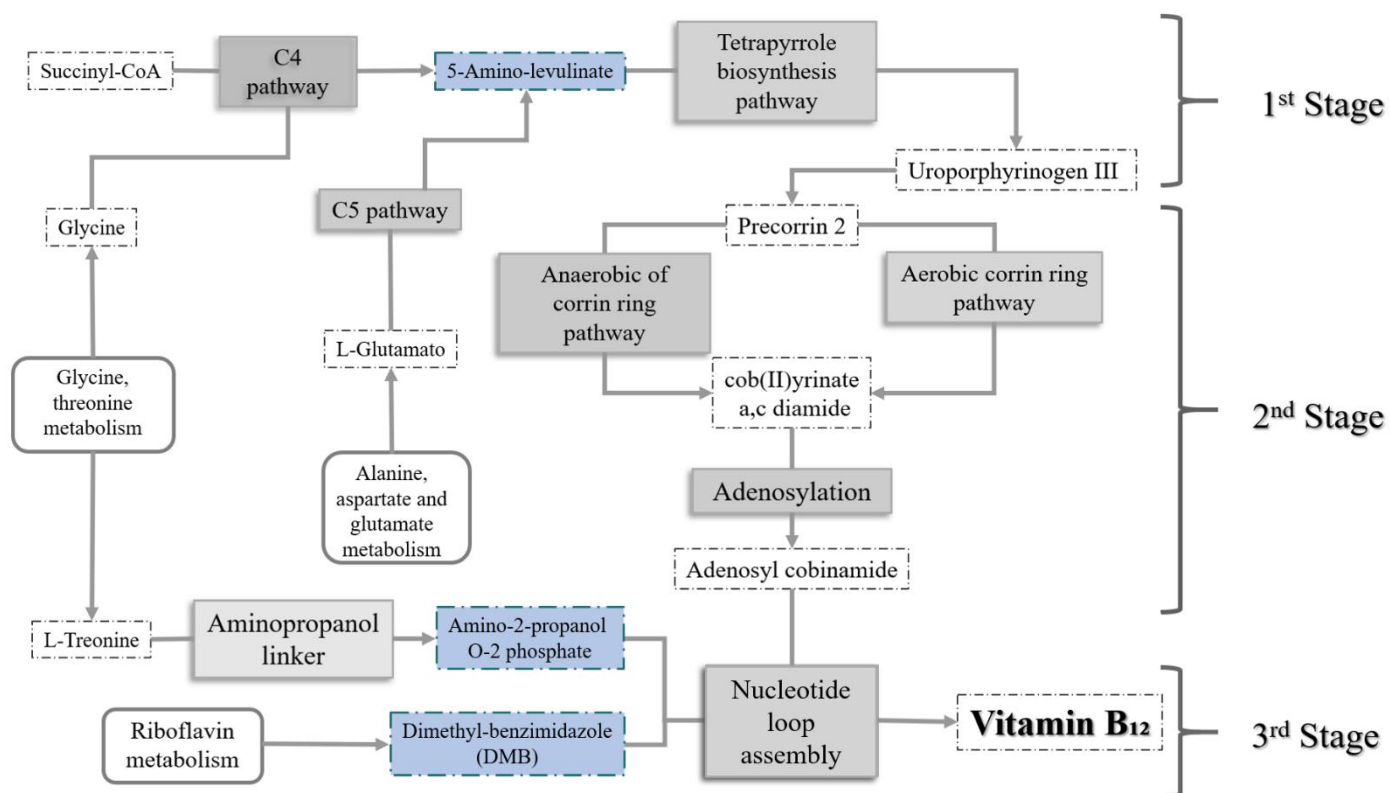 Succinyl-CoA
C4
pathway
5-Amino-levulinate
Tetrapyrrole
biosynthesis
pathway
1st Stage
Uroporphyrinogen III
Glycine
C5 pathway
Precorrin 2
Anaerobic of
corrin ring
pathway
Aerobic corrin ring
pathway
L-Glutamato
Glycine,
threonine
metabolism
cob(II)yrinate
a,c diamide
2nd Stage
Alanine,
aspartate and
glutamate
metabolism
Adenosylation
Adenosyl cobinamide
L-Treonine
Aminopropanol
linker
Amino-2-propanol
O-2 phosphate
Riboflavin
metabolism
Dimethyl-benzimidazole
(DMB)
Nucleotide
loop
assembly
Vitamin B₁₂
3rd Stage